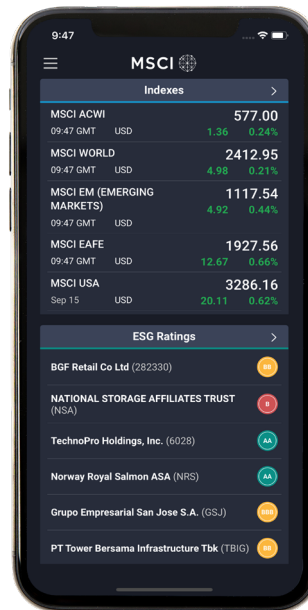 9:47
MSCI
Indexes >
MSCI ACWI 577.00
09:47 GMT USD 1.36 0.24%
MSCI WORLD 2412.95
09:47 GMT USD 4.98 0.21%
MSCI EM (EMERGING 1117.54
MARKETS) 4.92 0.44%
09:47 GMT USD
MSCI EAFE 1927.56
09:47 GMT USD 12.67 0.66%
MSCI USA 3286.16
Sep 15 USD 20.11 0.62%
ESG Ratings >
BGF Retail Co Ltd (282330) BB
NATIONAL STORAGE AFFILIATES TRUST B
(NSA)
TechnoPro Holdings, Inc. (6028) AA
Norway Royal Salmon ASA (NRS) AA
Grupo Empresarial San Jose S.A. (GSJ) BBB
PT Tower Bersama Infrastructure Tbk (TBIG) BB